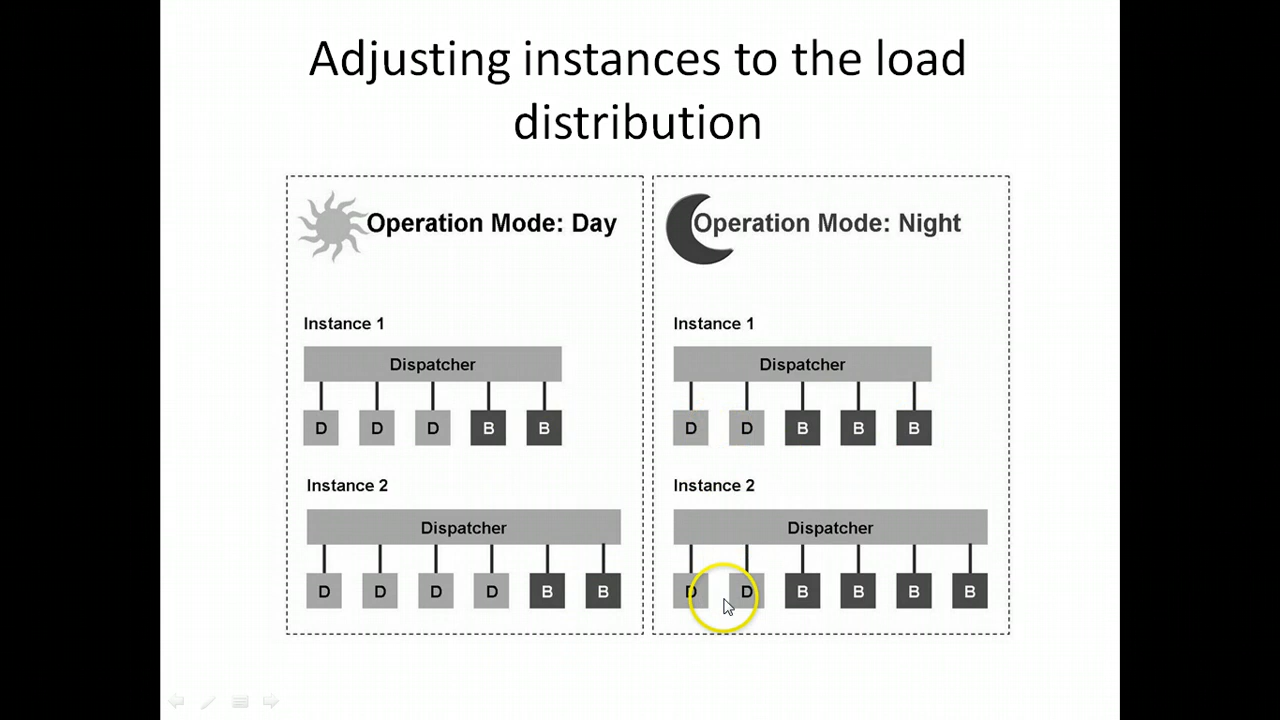 Adjusting instances to the load
distribution
Operation Mode: Day
Instance 1
Dispatcher
D D D B B
Instance 2
Dispatcher
D D D D B B
Operation Mode: Night
Instance 1
Dispatcher
D D B B B
Instance 2
Dispatcher
D D B B B B